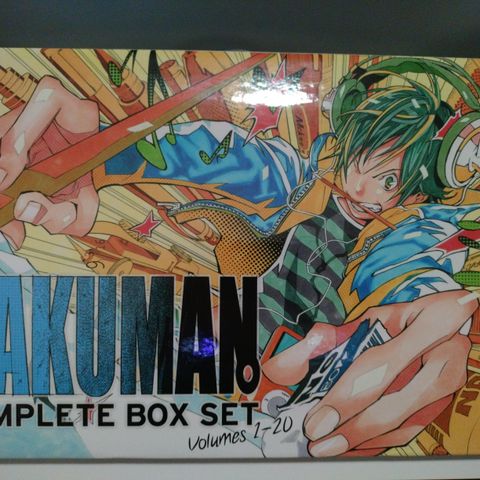 AKUMAN.
MPLETE BOX SET
Volumes 1-20